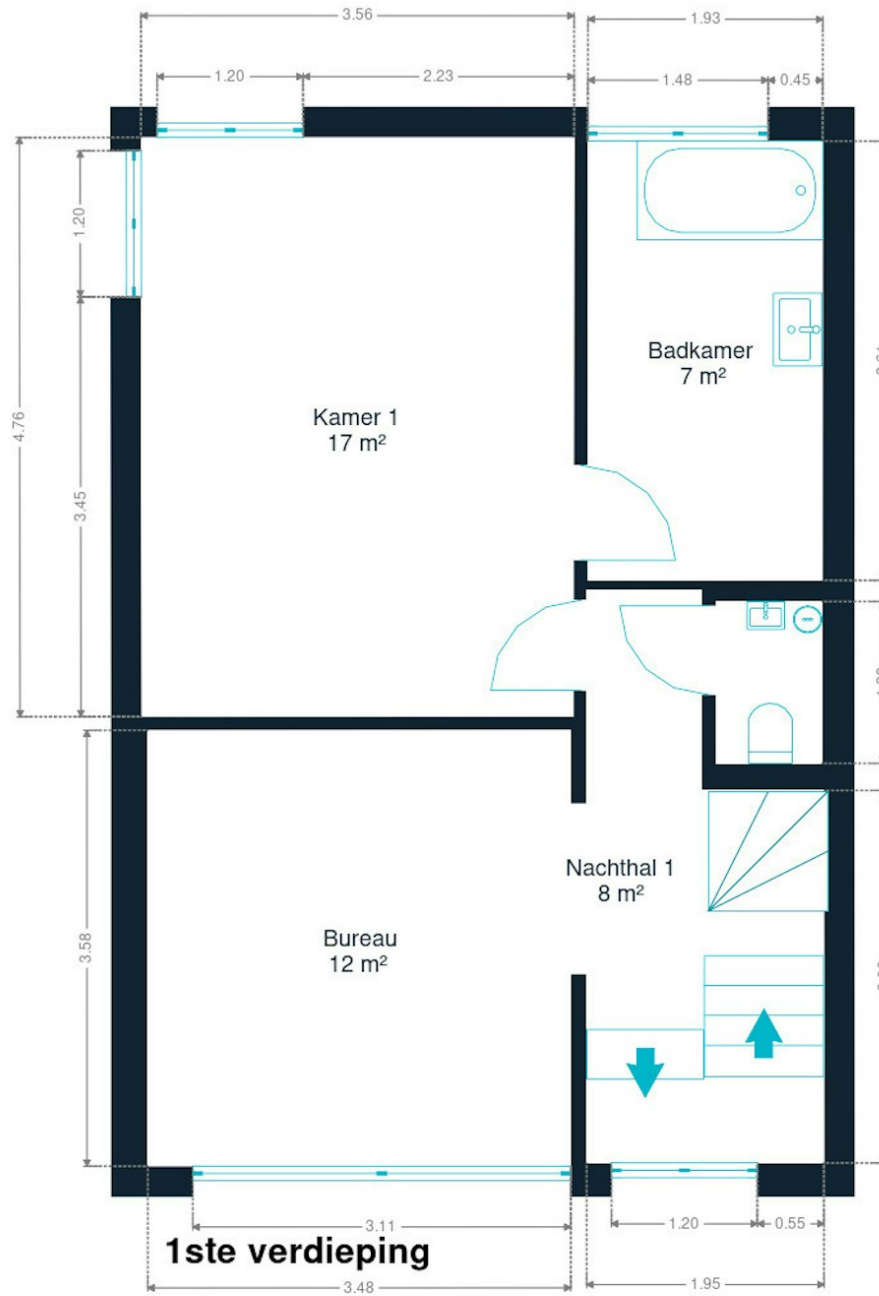 3.56
1.93
1.20
2.23
1.48
0.45
1.20
Badkamer
7 m²
Kamer 1
17 m²
4.76
3.45
Nachthal 1
8 m²
Bureau
12 m²
3.58
3.11
1.20
0.55
1ste verdieping
3.48
1.95